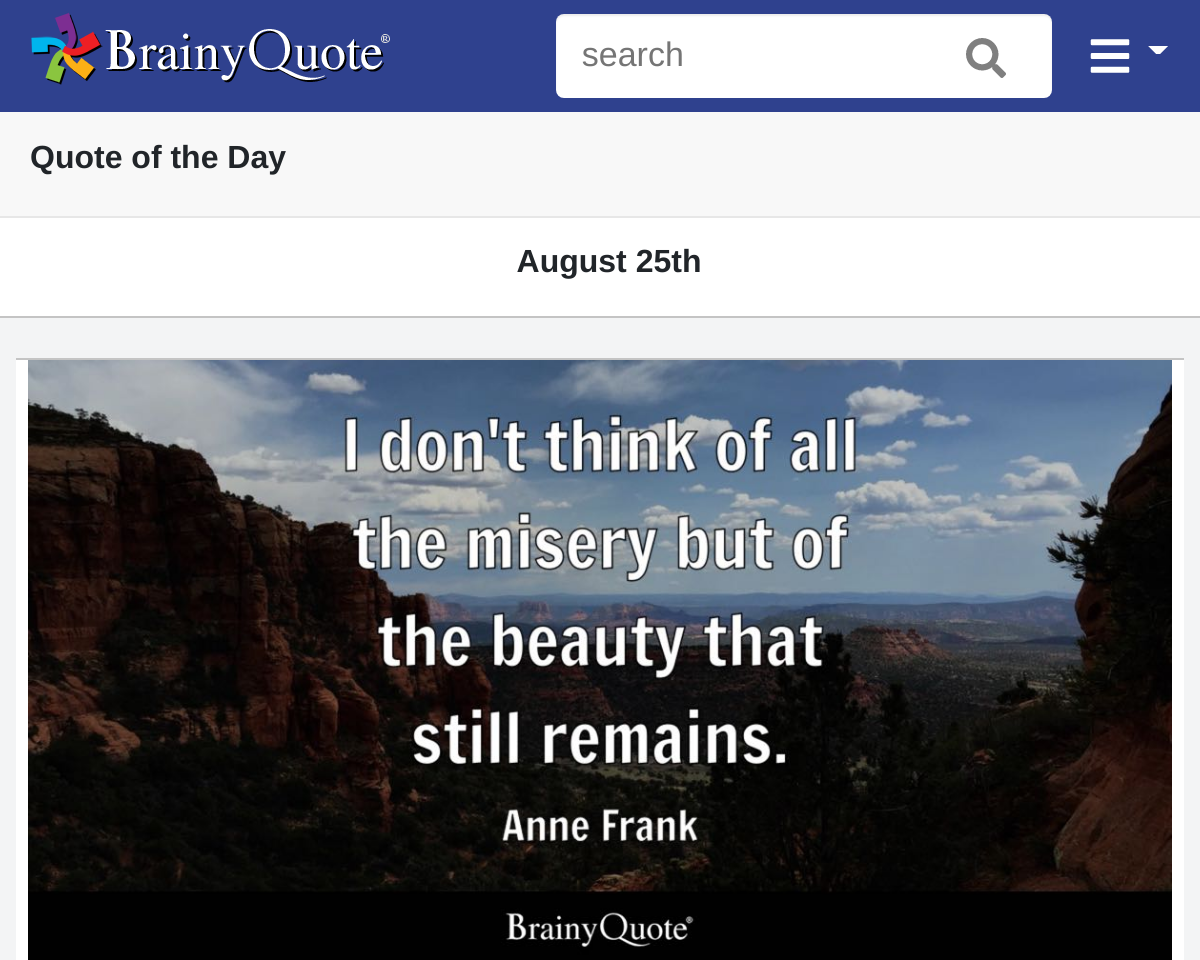 BrainyQuote®
search
Quote of the Day
August 25th
I don't think of all
the misery but of
the beauty that
still remains.
Anne Frank
BrainyQuote®